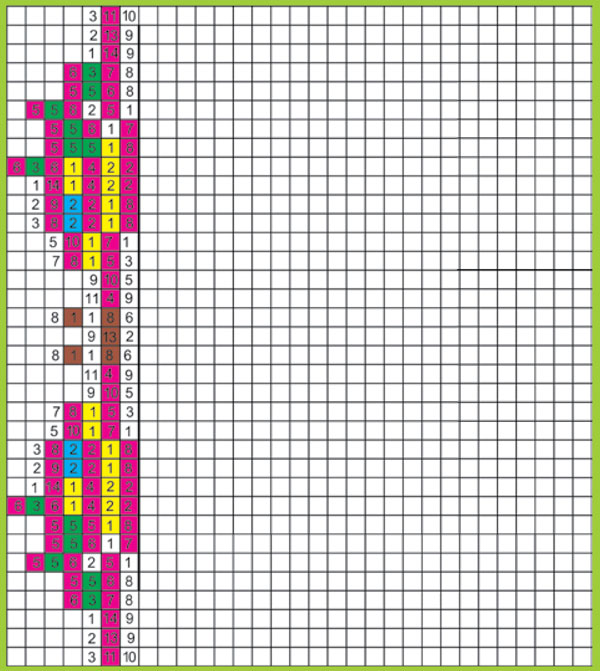 3 11 10
2 13 9
1 14 9
6 3 7 8
5 5 6 8
5 5 6 2 5 1
5 5 6 1 7
5 5 5 1 8
6 3 6 1 4 2 2
1 14 1 4 2 2
2 9 2 2 1 8
3 8 2 2 1 8
5 10 1 7 1
7 8 1 5 3
9 10 5
11 4 9
8 1 1 8 6
9 13 2
8 1 1 8 6
11 4 9
9 10 5
7 8 1 5 3
5 10 1 7 1
3 8 2 2 1 8
2 9 2 2 1 8
1 14 1 4 2 2
6 3 6 1 4 2 2
5 5 5 1 8
5 5 6 1 7
5 5 6 2 5 1
5 5 6 8
6 3 7 8
1 14 9
2 13 9
3 11 10